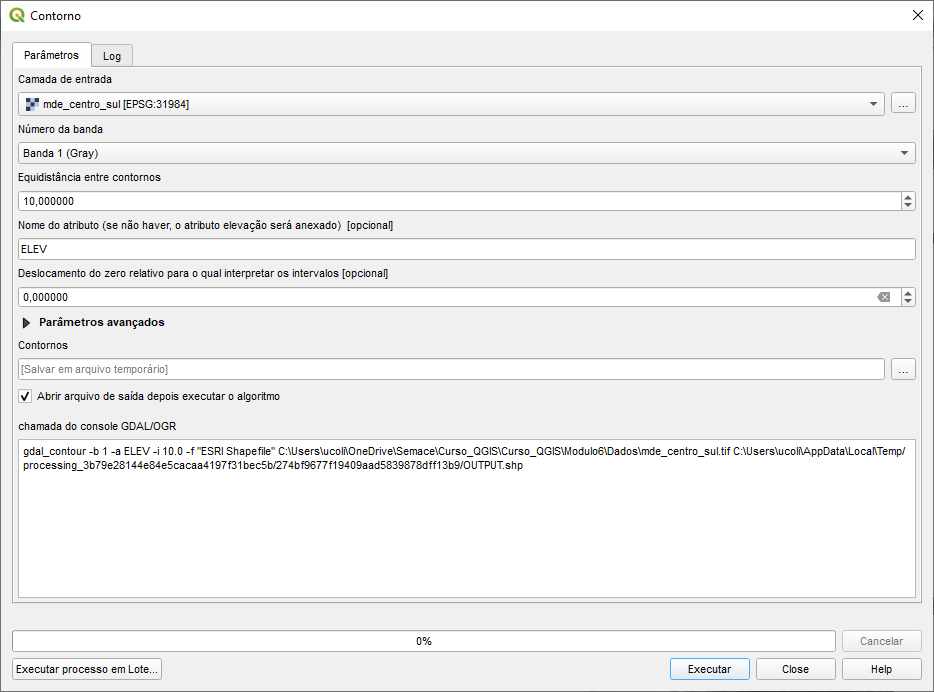 Contorno
Parâmetros
Log
Camada de entrada
mde_centro_sul [EPSG:31984]
...
Número da banda
Banda 1 (Gray)
Equidistância entre contornos
10,000000
Nome do atributo (se não haver, o atributo elevação será anexado)  [opcional]
ELEV
Deslocamento do zero relativo para o qual interpretar os intervalos [opcional]
0,000000
Parâmetros avançados
Contornos
[Salvar em arquivo temporário]
...
Abrir arquivo de saída depois executar o algoritmo
chamada do console GDAL/OGR
gdal_contour -b 1 -a ELEV -i 10.0 -f "ESRI Shapefile" C:\Users\ucoli\OneDrive\Semace\Curso_QGIS\Curso_QGIS\Modulo6\Dados\mde_centro_sul.tif C:\Users\ucoli\AppData\Local\Temp/
processing_3b79e28144e84e5cacaa4197f31bec5b/274bf9677f19409aad5839878dff13b9/OUTPUT.shp
0%
Cancelar
Executar processo em Lote...
Executar
Close
Help